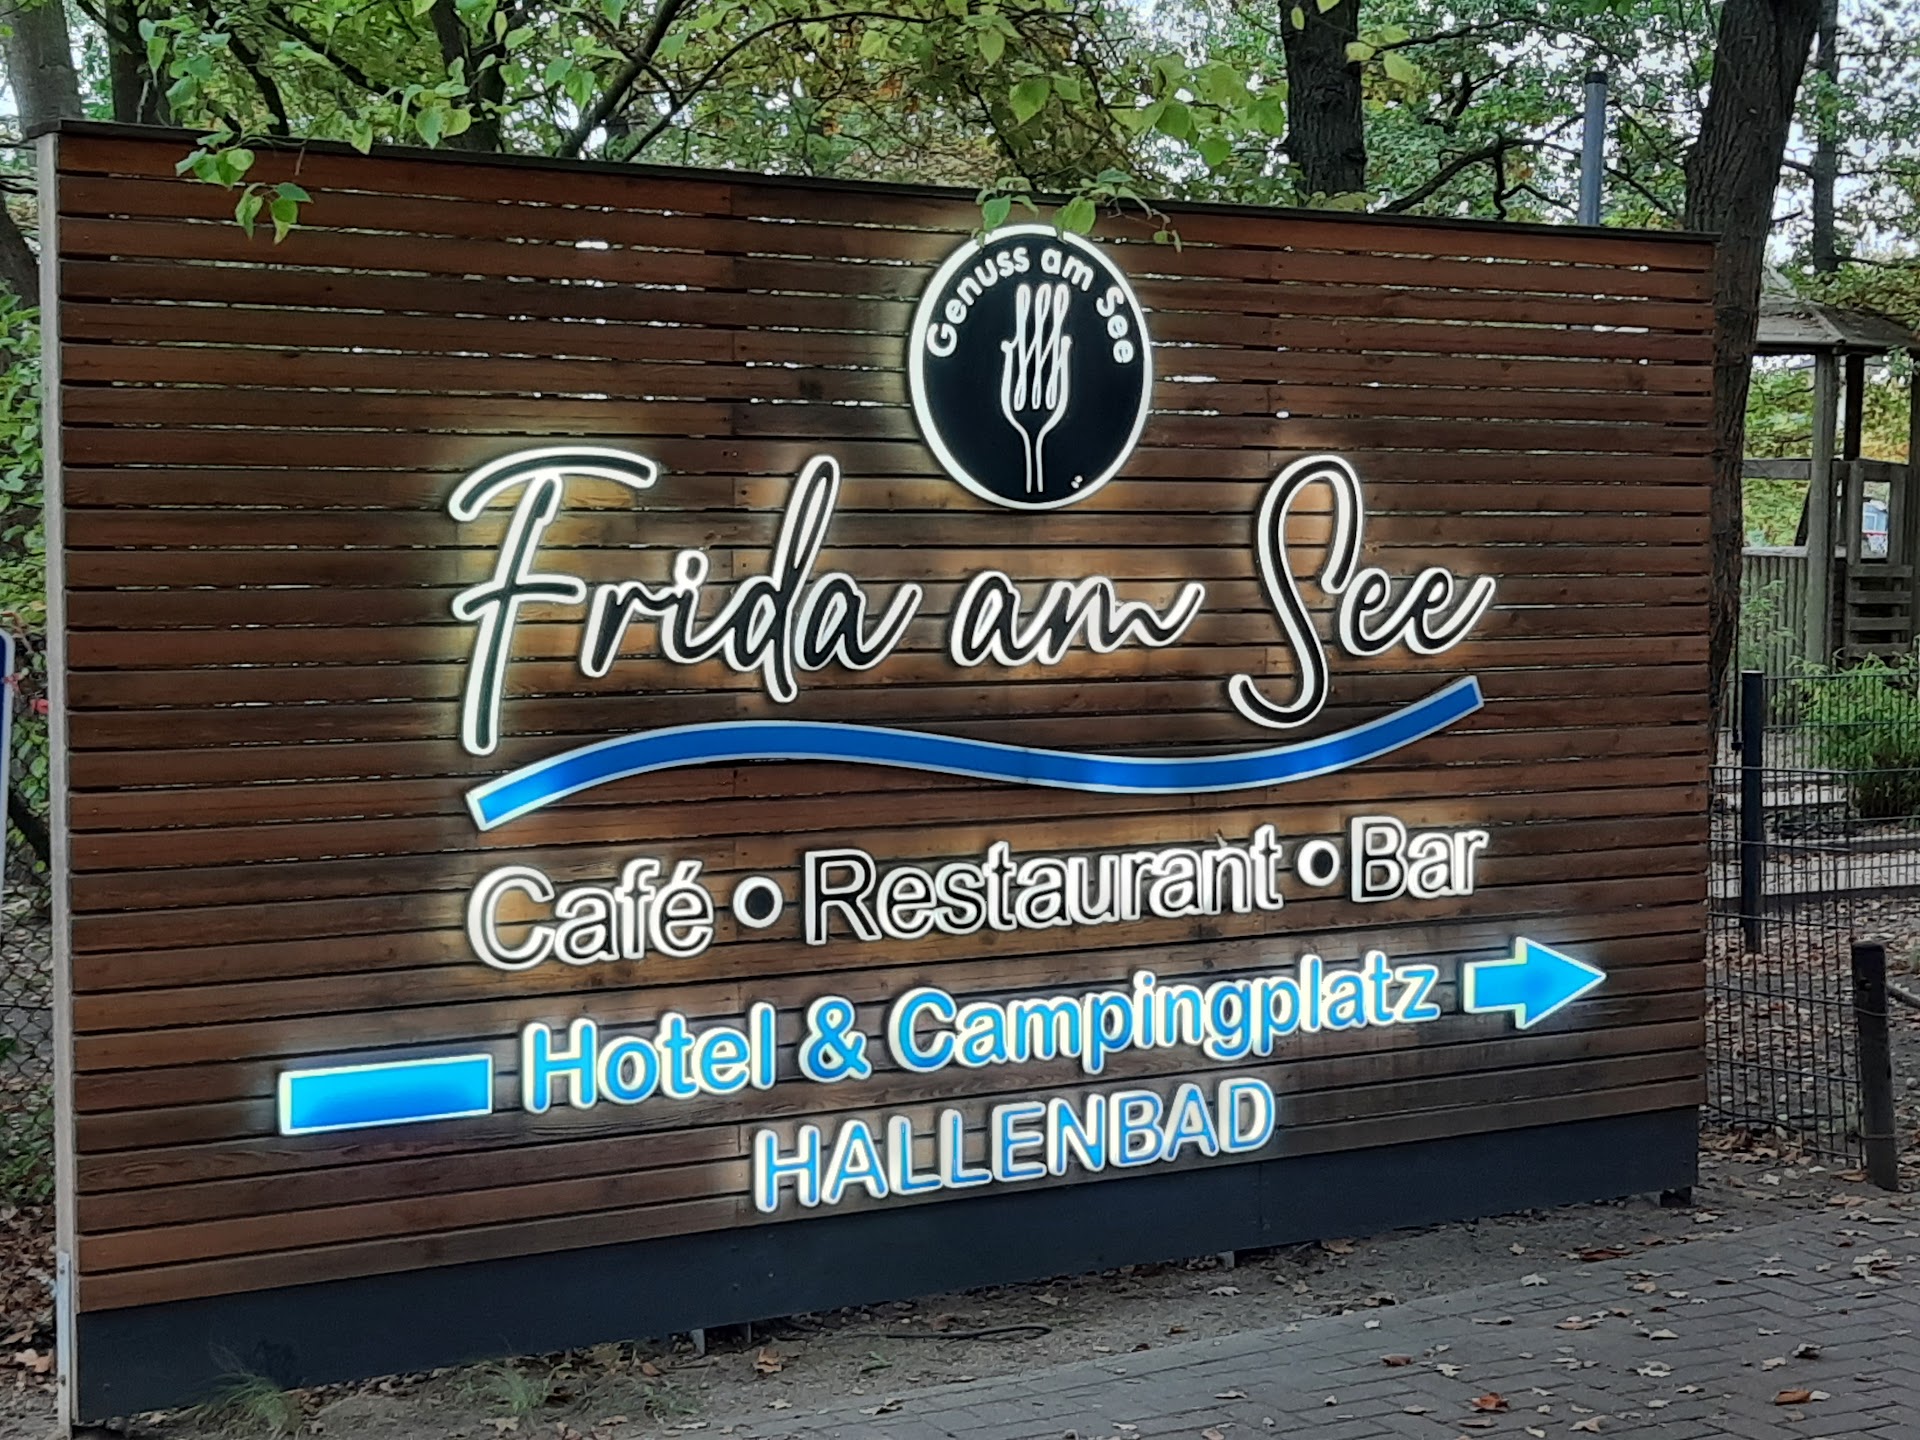 Genuss am See
Frida am See
Café • Restaurant • Bar
Hotel & Campingplatz
HALLENBAD